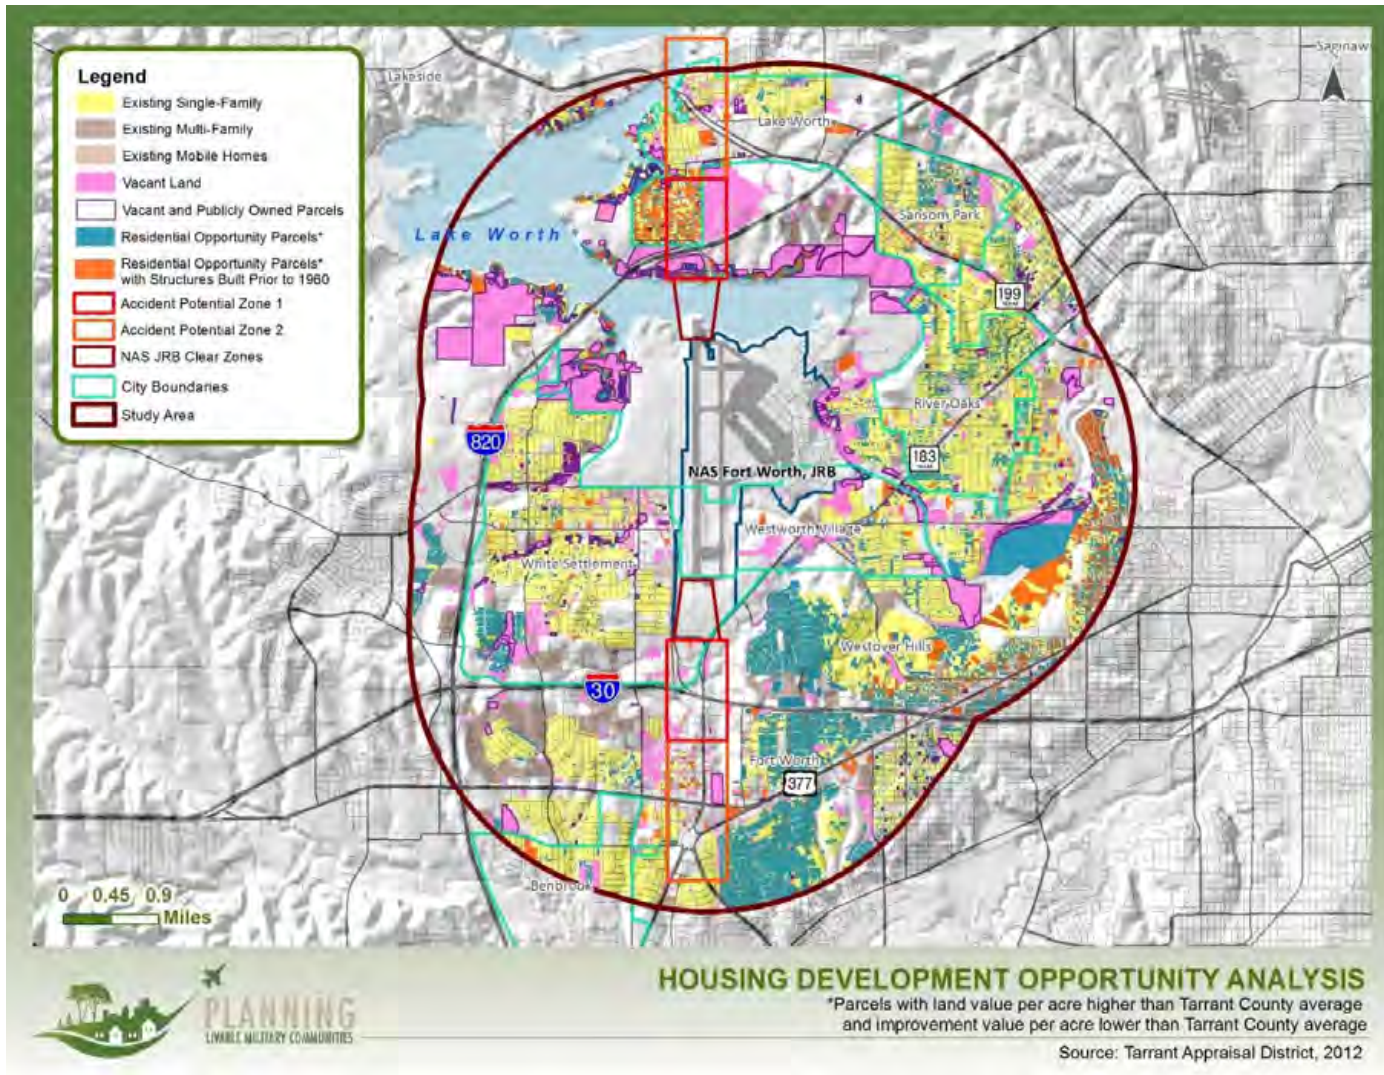 Legend
Existing Single-Family
Existing Multi-Family
Existing Mobile Homes
Vacant Land
Vacant and Publicly Owned Parcels
Residential Opportunity Parcels*
Residential Opportunity Parcels*
with Structures Built Prior to 1960
Accident Potential Zone 1
Accident Potential Zone 2
NAS JRB Clear Zones
City Boundaries
Study Area
Lakeside
Saginaw
Lake Worth
Sansom Park
Lake Worth
199
River Oaks
820
183
NAS Fort Worth, JRB
Westworth Village
White Settlement
Westover Hills
30
Fort Worth
377
Benbrook
0 0.45 0.9
Miles
HOUSING DEVELOPMENT OPPORTUNITY ANALYSIS
*Parcels with land value per acre higher than Tarrant County average
and improvement value per acre lower than Tarrant County average
Source: Tarrant Appraisal District, 2012
PLANNING
LIVABLE MILITARY COMMUNITIES